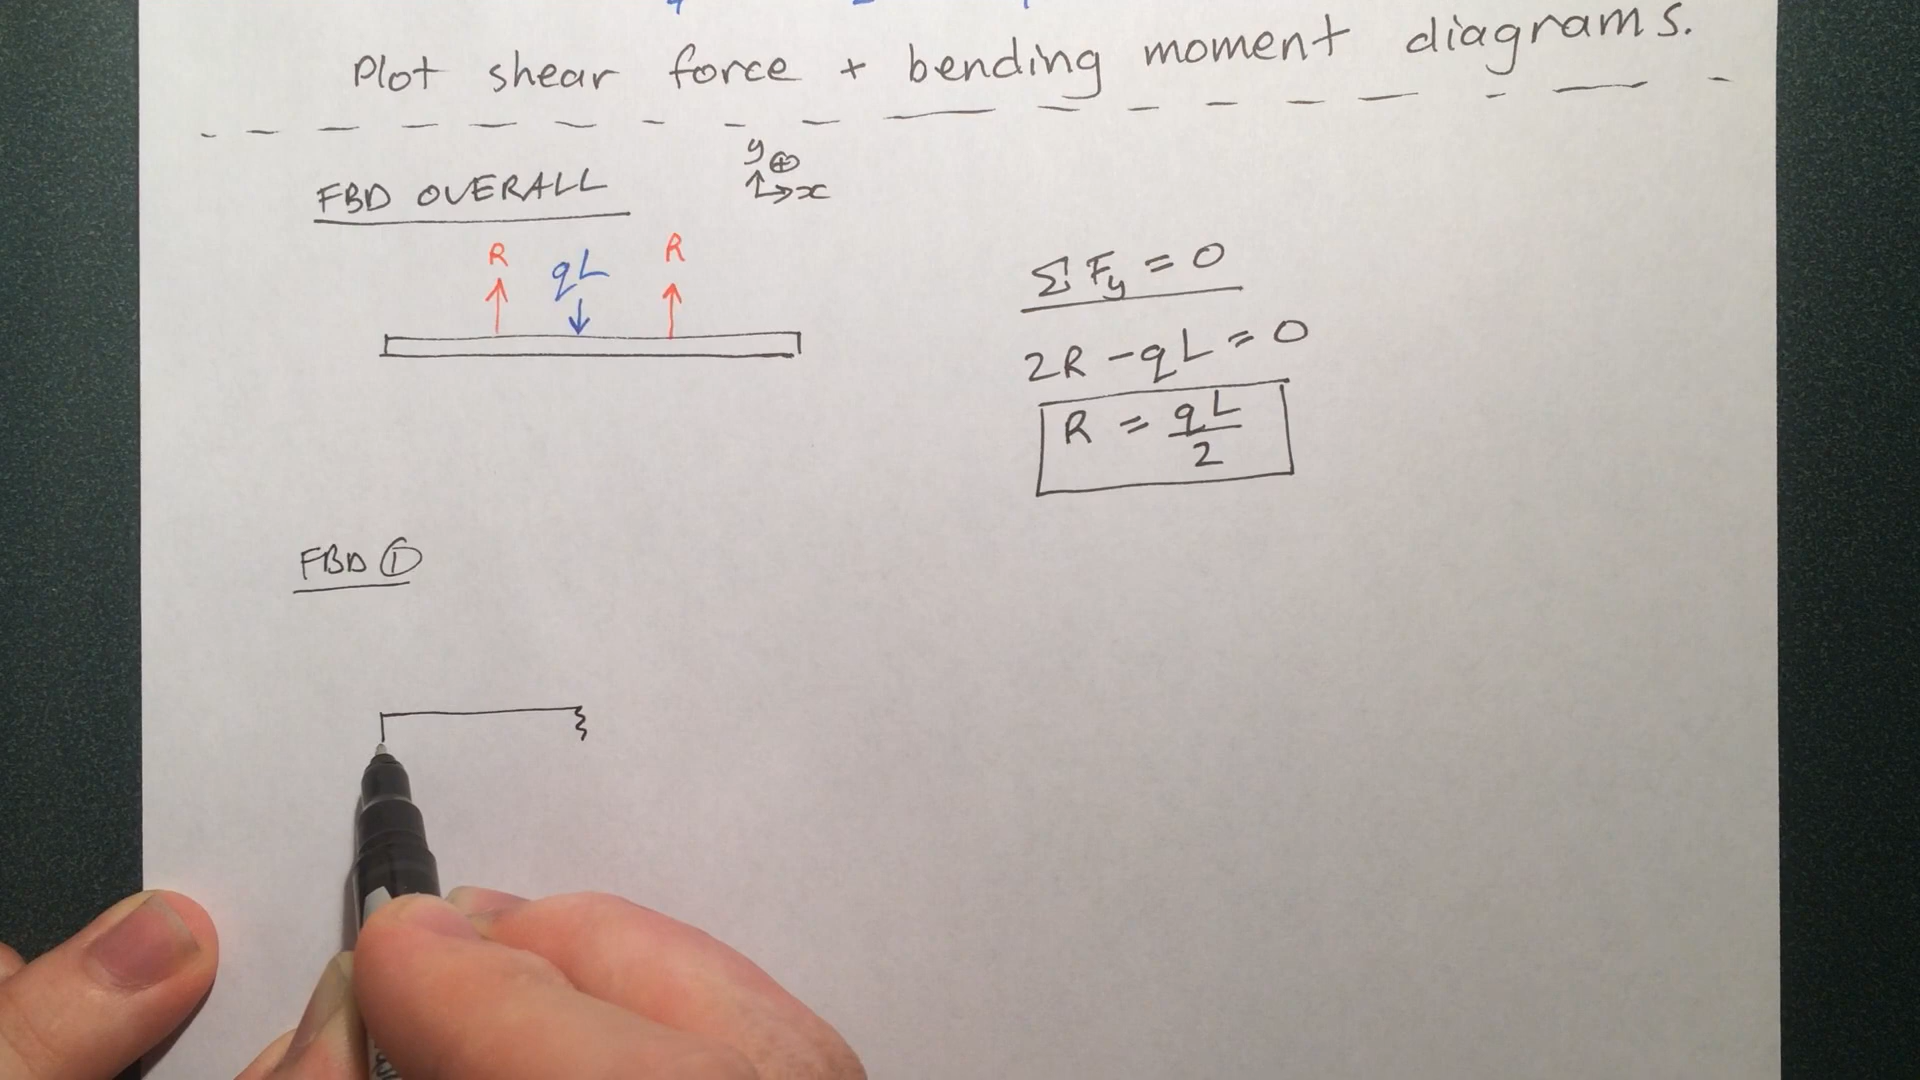 Plot shear force + bending moment diagrams.
y +
x
FBD OVERALL
R qL R
ΣFy = 0
2R - qL = 0
R = qL/2
FBD ①